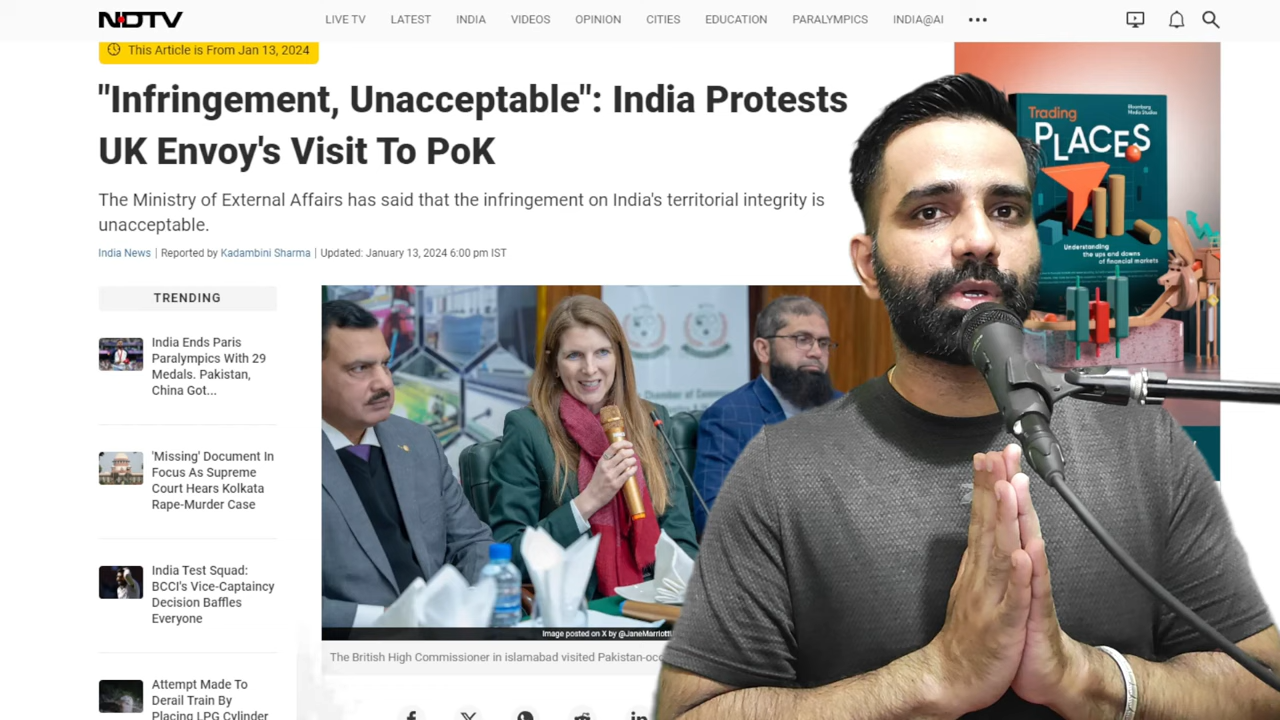 NDTV
LIVE TV LATEST INDIA VIDEOS OPINION CITIES EDUCATION PARALYMPICS INDIA@AI
This Article is From Jan 13, 2024
"Infringement, Unacceptable": India Protests
UK Envoy's Visit To PoK
The Ministry of External Affairs has said that the infringement on India's territorial integrity is
unacceptable.
India News | Reported by Kadambini Sharma | Updated: January 13, 2024 6:00 pm IST
TRENDING
India Ends Paris
Paralympics With 29
Medals. Pakistan,
China Got...
'Missing' Document In
Focus As Supreme
Court Hears Kolkata
Rape-Murder Case
India Test Squad:
BCCI's Vice-Captaincy
Decision Baffles
Everyone
Attempt Made To
Derail Train By
Placing LPG Cylinder
Image posted on X by @JaneMarriott
The British High Commissioner in islamabad visited
Trading
PLACES
Bloomberg
Media Studios
Understanding
the ups and downs
of financial markets